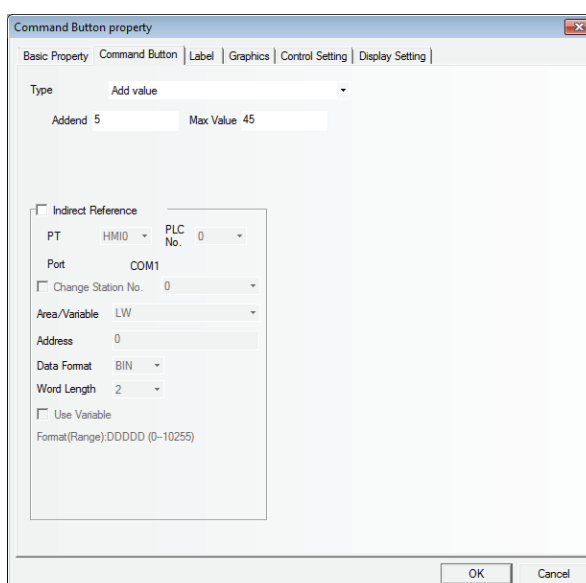 Command Button property
Basic Property Command Button Label Graphics Control Setting Display Setting
Type Add value
Addend 5 Max Value 45
Indirect Reference
PT HMI0 PLC No. 0
Port COM1
Change Station No. 0
Area/Variable LW
Address 0
Data Format BIN
Word Length 2
Use Variable
Format(Range):DDDDD (0--10255)
OK Cancel